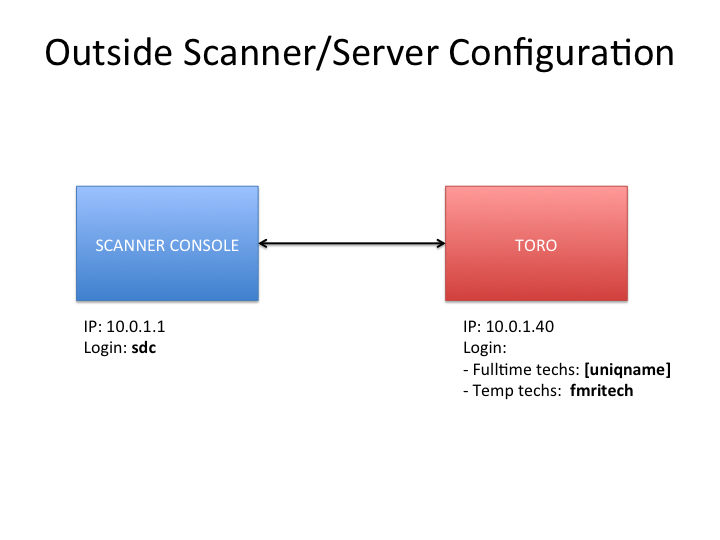 Outside Scanner/Server Configuration
SCANNER CONSOLE
TORO
IP: 10.0.1.1
Login: sdc
IP: 10.0.1.40
Login:
- Fulltime techs: [uniqname]
- Temp techs: fmritech